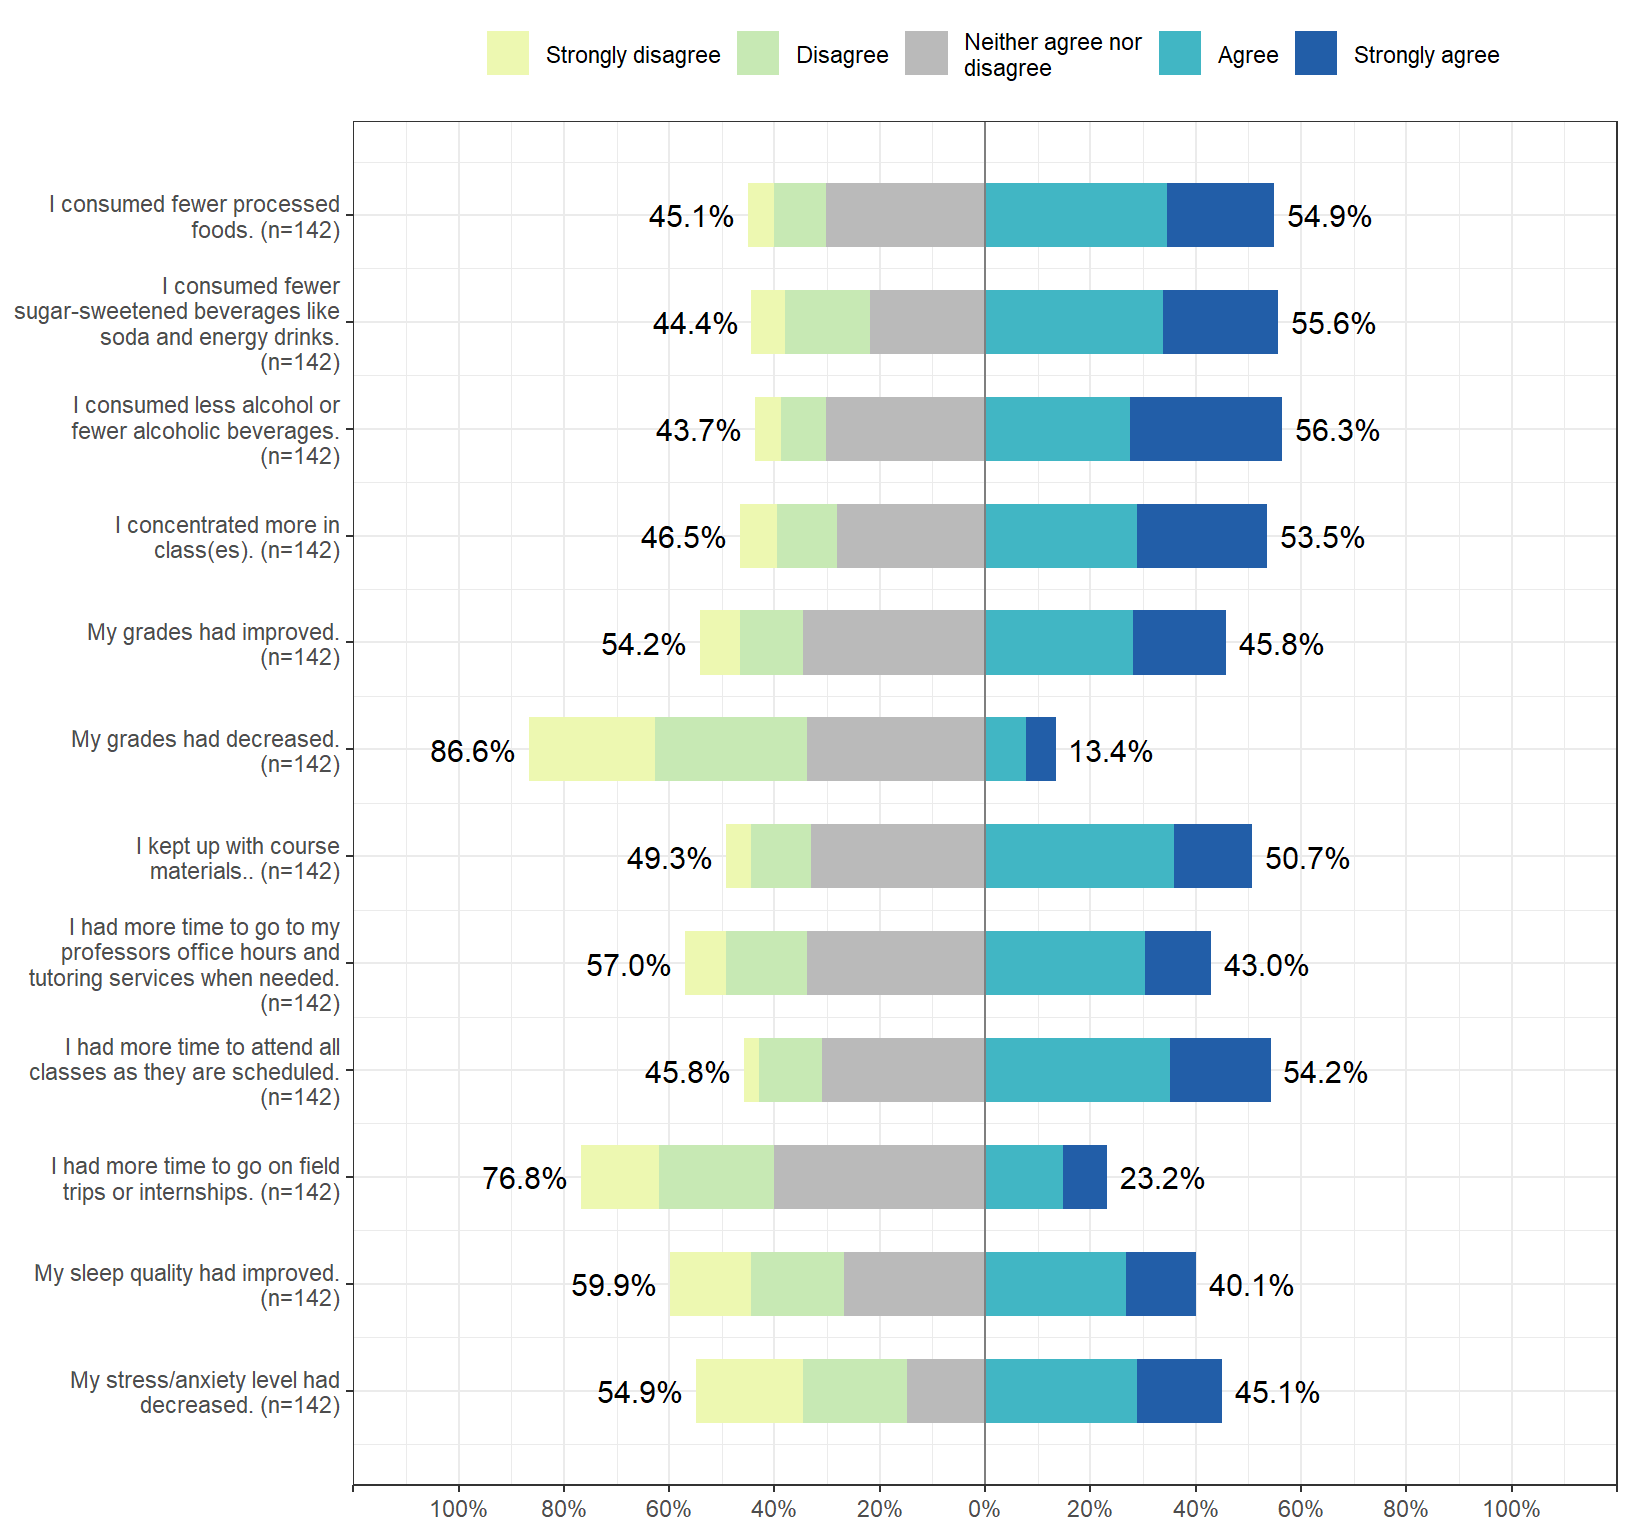 Strongly disagree
Disagree
Neither agree nor
disagree
Agree
Strongly agree
I consumed fewer processed
foods. (n=142)
45.1%
54.9%
I consumed fewer
sugar-sweetened beverages like
soda and energy drinks.
(n=142)
44.4%
55.6%
I consumed less alcohol or
fewer alcoholic beverages.
(n=142)
43.7%
56.3%
I concentrated more in
class(es). (n=142)
46.5%
53.5%
My grades had improved.
(n=142)
54.2%
45.8%
My grades had decreased.
(n=142)
86.6%
13.4%
I kept up with course
materials.. (n=142)
49.3%
50.7%
I had more time to go to my
professors office hours and
tutoring services when needed.
(n=142)
57.0%
43.0%
I had more time to attend all
classes as they are scheduled.
(n=142)
45.8%
54.2%
I had more time to go on field
trips or internships. (n=142)
76.8%
23.2%
My sleep quality had improved.
(n=142)
59.9%
40.1%
My stress/anxiety level had
decreased. (n=142)
54.9%
45.1%
100% 80% 60% 40% 20% 0% 20% 40% 60% 80% 100%